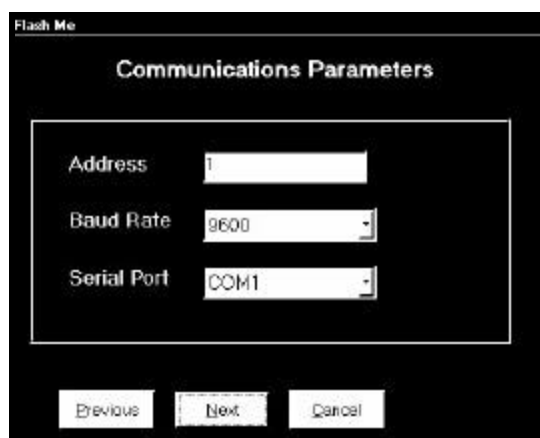 Flash Me
Communications Parameters
Address 1
Baud Rate 9600
Serial Port COM1
Previous Next Cancel